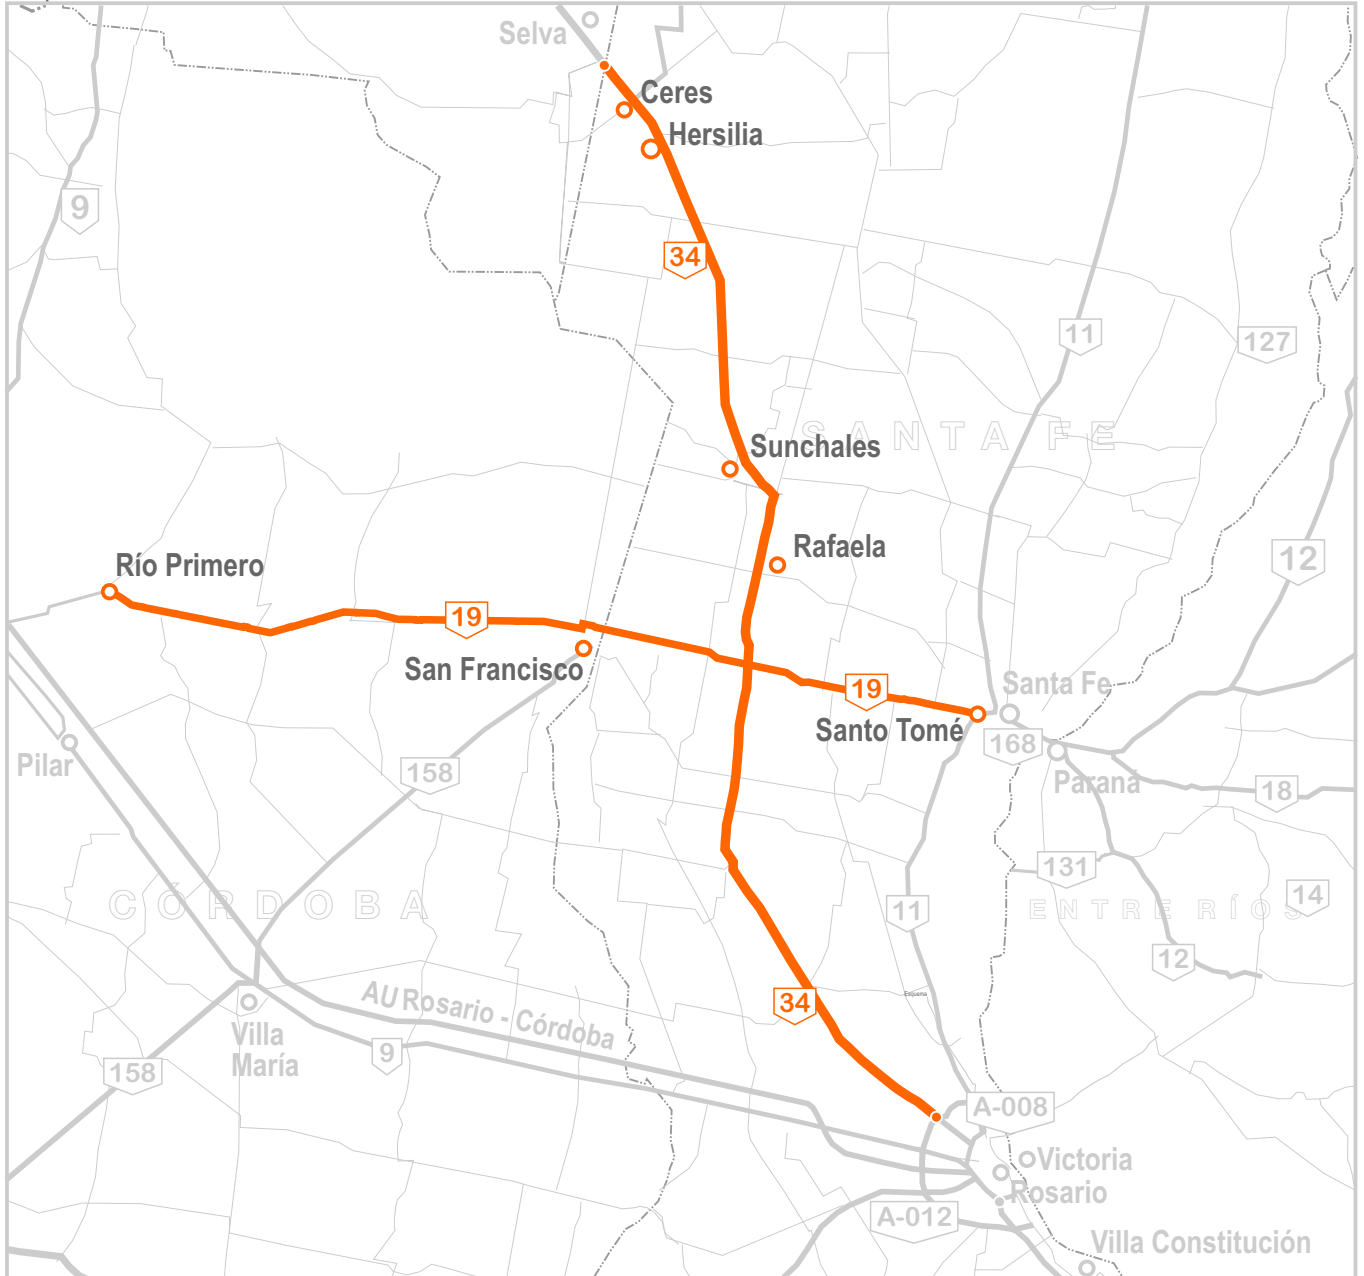 Selva
Ceres
Hersilia
9
34
11
127
SANTA FE
Sunchales
Rafaela
12
Río Primero
19
San Francisco
19
Santa Fe
Santo Tomé
168
Pilar
158
Paraná
18
131
14
CÓRDOBA
11
ENTRE RÍOS
12
Esquema
AU Rosario - Córdoba
34
Villa
María
9
158
A-008
Victoria
Rosario
A-012
Villa Constitución